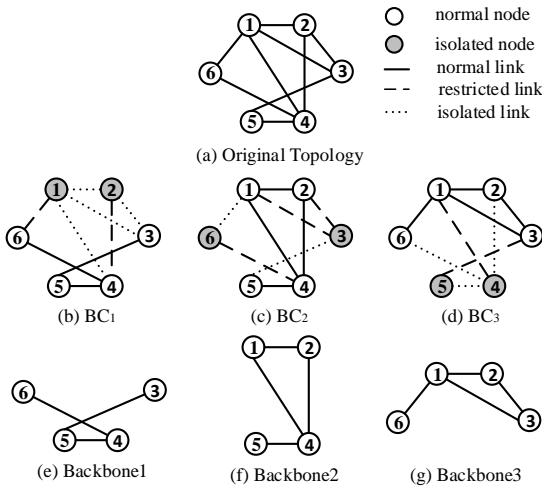 1 2 3 4 5 6
normal node
isolated node
normal link
restricted link
isolated link
(a) Original Topology
1 2 3 4 5 6
1 2 3 4 5 6
1 2 3 4 5 6
(b) BC1
(c) BC2
(d) BC3
6 3 5 4
1 2 5 4
1 2 6 3
(e) Backbone1
(f) Backbone2
(g) Backbone3